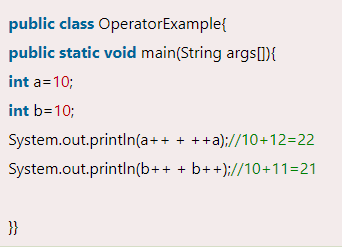 public class OperatorExample{
public static void main(String args[]){
int a=10;
int b=10;
System.out.println(a++ + ++a);//10+12=22
System.out.println(b++ + b++);//10+11=21
}}